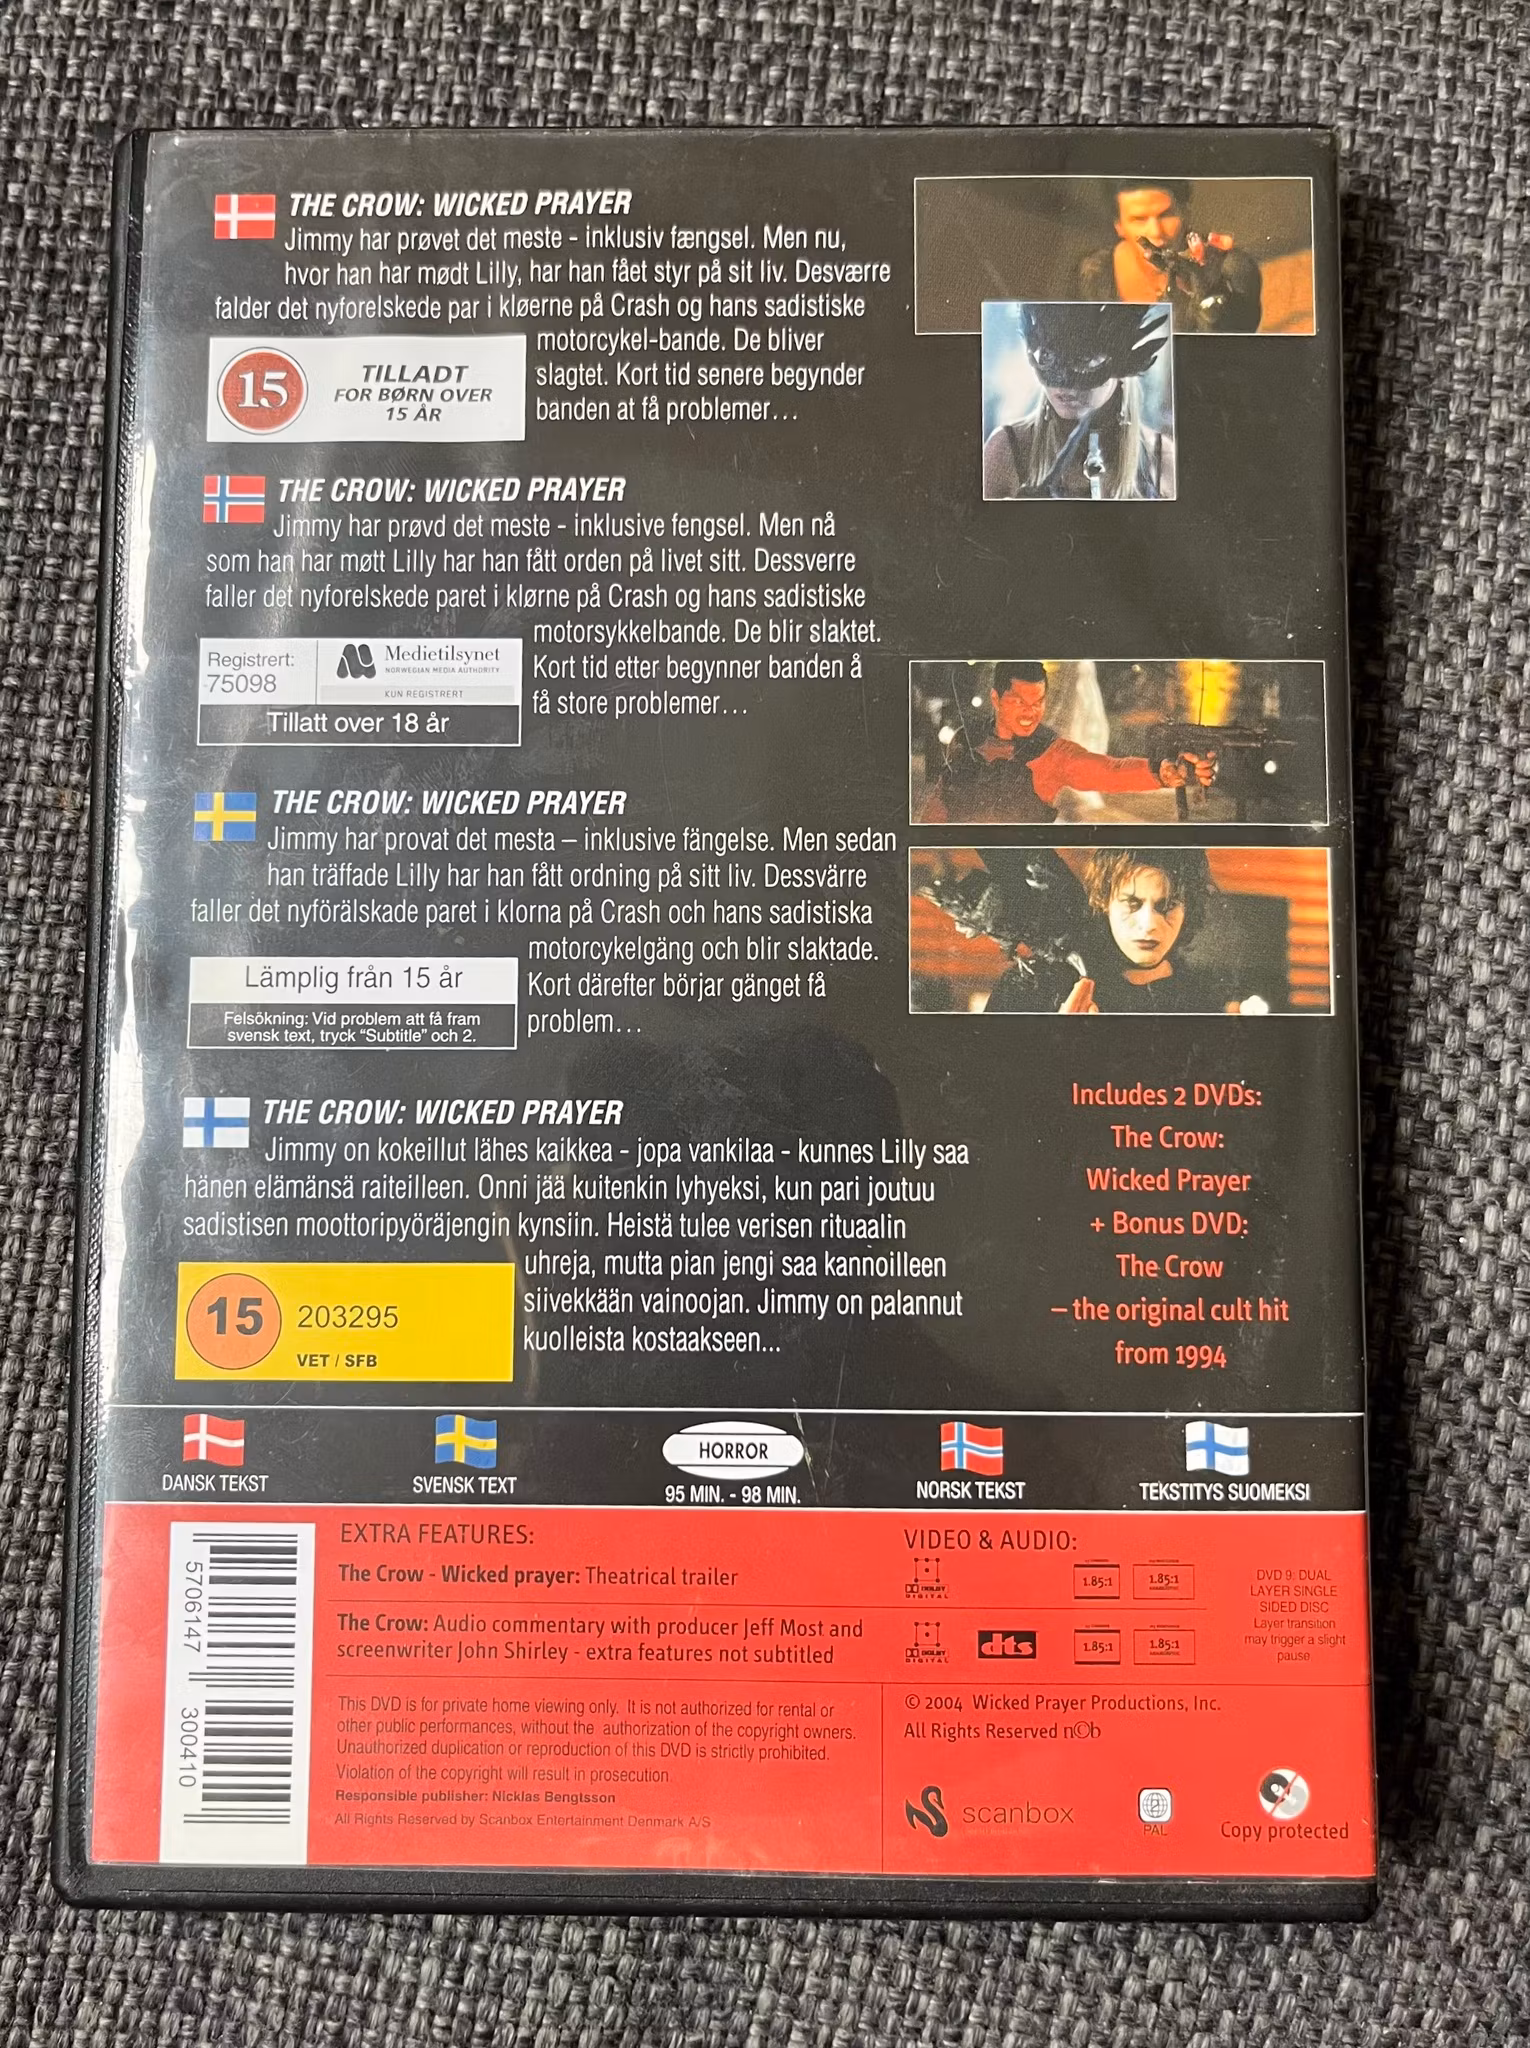 THE CROW: WICKED PRAYER
Jimmy har prøvet det meste - inklusiv fængsel. Men nu,
hvor han har mødt Lilly, har han fået styr på sit liv. Desværre
falder det nyforelskede par i kløerne på Crash og hans sadistiske
motorcykel-bande. De bliver
slagtet. Kort tid senere begynder
banden at få problemer...
15
TILLADT
FOR BØRN OVER
15 ÅR
THE CROW: WICKED PRAYER
Jimmy har prøvd det meste - inklusive fengsel. Men nå
som han har møtt Lilly har han fått orden på livet sitt. Dessverre
faller det nyforelskede paret i klørne på Crash og hans sadistiske
motorsykkelbande. De blir slaktet.
Kort tid etter begynner banden å
få store problemer...
Registrert:
75098
Medietilsynet
NORWEGIAN MEDIA AUTHORITY
KUN REGISTRERT
Tillatt over 18 år
THE CROW: WICKED PRAYER
Jimmy har provat det mesta – inklusive fängelse. Men sedan
han träffade Lilly har han fått ordning på sitt liv. Dessvärre
faller det nyförälskade paret i klorna på Crash och hans sadistiska
motorcykelgäng och blir slaktade.
Kort därefter börjar gänget få
problem...
Lämplig från 15 år
Felsökning: Vid problem att få fram
svensk text, tryck "Subtitle" och 2.
THE CROW: WICKED PRAYER
Jimmy on kokeillut lähes kaikkea - jopa vankilaa - kunnes Lilly saa
hänen elämänsä raiteilleen. Onni jää kuitenkin lyhyeksi, kun pari joutuu
sadistisen moottoripyöräjengin kynsiin. Heistä tulee verisen rituaalin
uhreja, mutta pian jengi saa kannoilleen
siivekkään vainoojan. Jimmy on palannut
kuolleista kostaakseen...
15
203295
VET / SFB
Includes 2 DVDs:
The Crow:
Wicked Prayer
+ Bonus DVD:
The Crow
– the original cult hit
from 1994
DANSK TEKST
SVENSK TEXT
HORROR
95 MIN. - 98 MIN.
NORSK TEKST
TEKSTITYS SUOMEKSI
5706147 300410
EXTRA FEATURES:
The Crow - Wicked prayer: Theatrical trailer
The Crow: Audio commentary with producer Jeff Most and
screenwriter John Shirley - extra features not subtitled
VIDEO & AUDIO:
DOLBY
DIGITAL
1.85:1
1.85:1
DOLBY
DIGITAL
dts
1.85:1
1.85:1
DVD 9: DUAL
LAYER SINGLE
SIDED DISC
Layer transition
may trigger a slight
pause
This DVD is for private home viewing only. It is not authorized for rental or
other public performances, without the authorization of the copyright owners.
Unauthorized duplication or reproduction of this DVD is strictly prohibited.
Violation of the copyright will result in prosecution
Responsible publisher: Nicklas Bengtsson
All Rights Reserved by Scanbox Entertainment Denmark A/S
© 2004 Wicked Prayer Productions, Inc.
All Rights Reserved n©b
scanbox
2
PAL
Copy protected